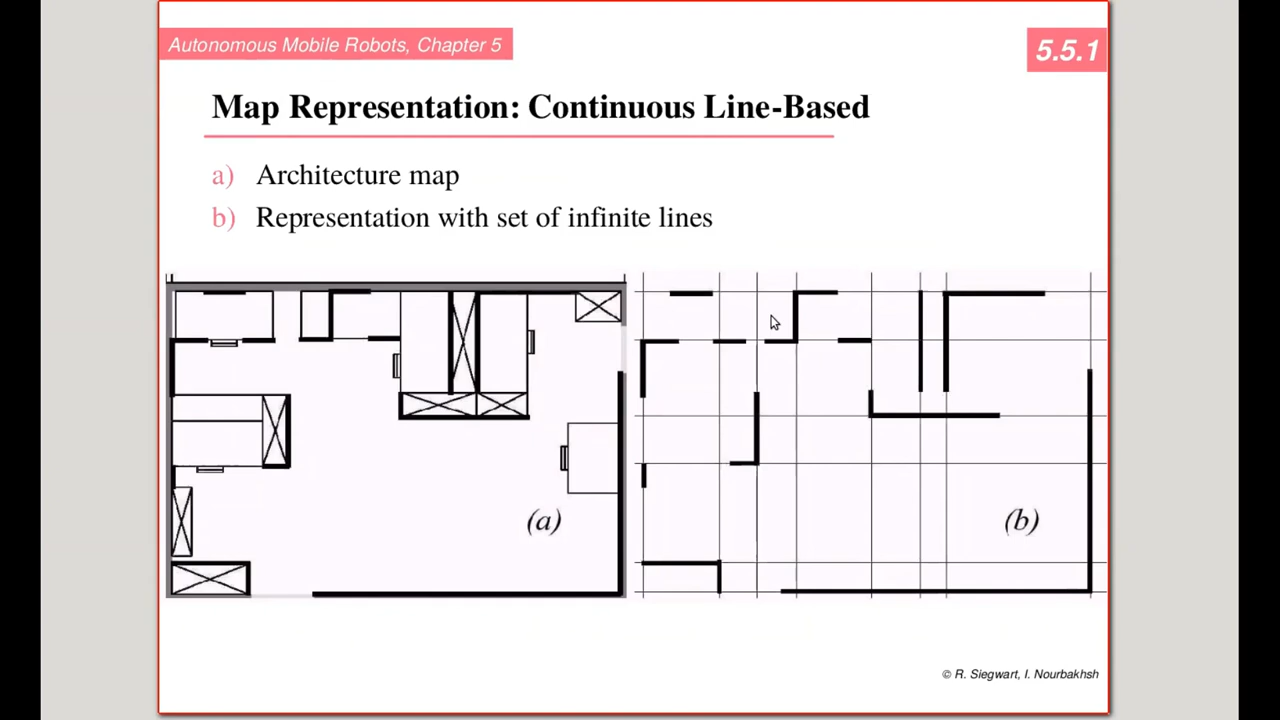 Autonomous Mobile Robots, Chapter 5
5.5.1
Map Representation: Continuous Line-Based
a) Architecture map
b) Representation with set of infinite lines
(a)
(b)
© R. Siegwart, I. Nourbakhsh